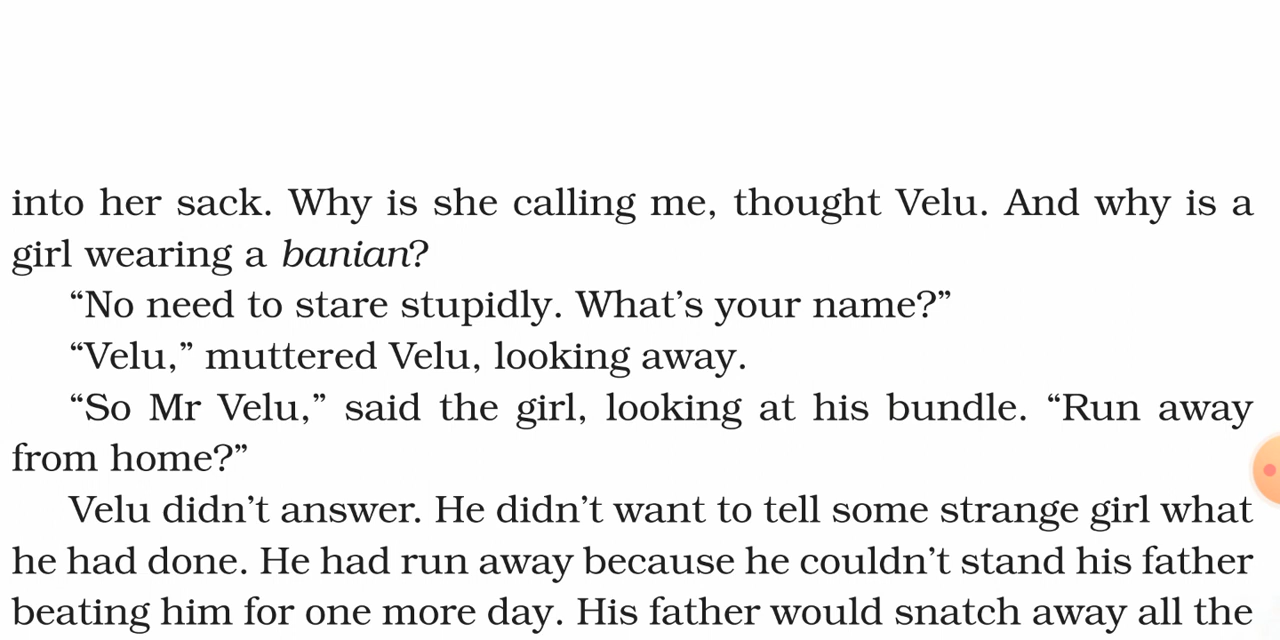 into her sack. Why is she calling me, thought Velu. And why is a
girl wearing a banian?
“No need to stare stupidly. What’s your name?”
“Velu,” muttered Velu, looking away.
“So Mr Velu,” said the girl, looking at his bundle. “Run away
from home?”
Velu didn’t answer. He didn’t want to tell some strange girl what
he had done. He had run away because he couldn’t stand his father
beating him for one more day. His father would snatch away all the